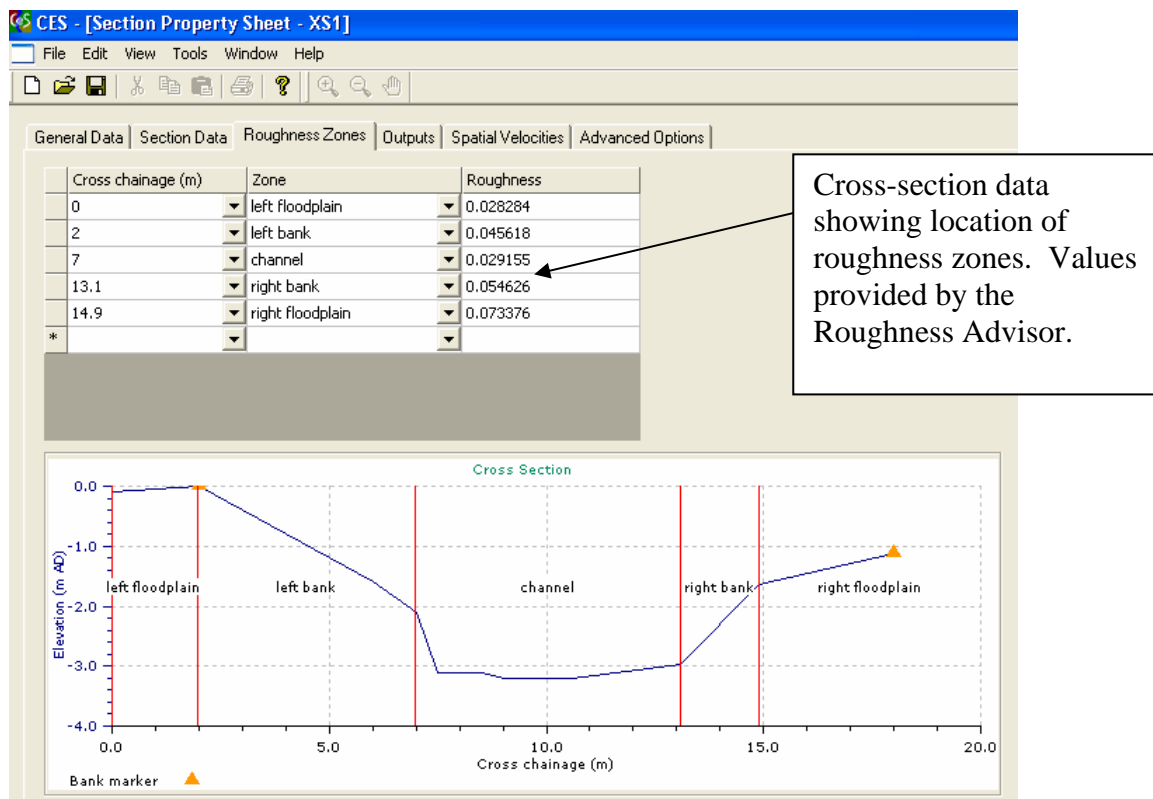 CES - [Section Property Sheet - XS1]
File Edit View Tools Window Help
General Data Section Data Roughness Zones Outputs Spatial Velocities Advanced Options
Cross chainage (m) Zone Roughness
0 left floodplain 0.028284
2 left bank 0.045618
7 channel 0.029155
13.1 right bank 0.054626
14.9 right floodplain 0.073376
*
Cross-section data
showing location of
roughness zones. Values
provided by the
Roughness Advisor.
Cross Section
0.0
-1.0
-2.0
-3.0
-4.0
Elevation (m AD)
left floodplain left bank channel right bank right floodplain
0.0 5.0 10.0 15.0 20.0
Cross chainage (m)
Bank marker